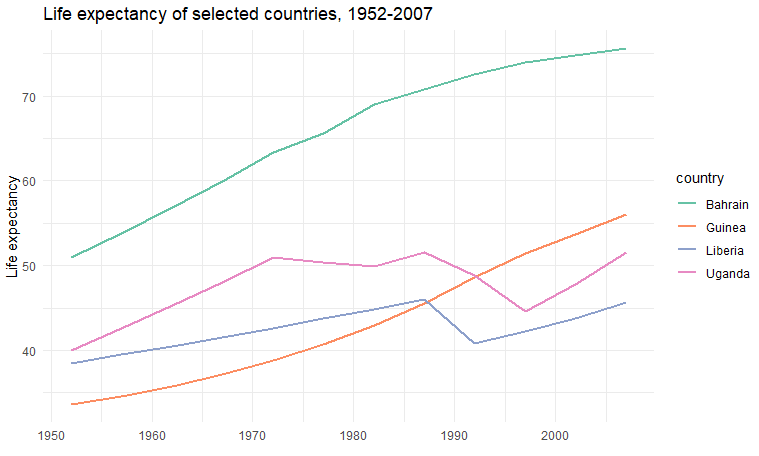 Life expectancy of selected countries, 1952-2007
Life expectancy
70
60
50
40
1950
1960
1970
1980
1990
2000
country
Bahrain
Guinea
Liberia
Uganda